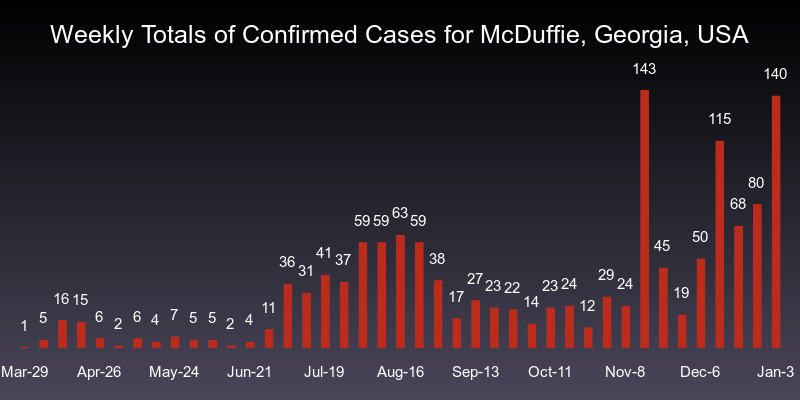 Weekly Totals of Confirmed Cases for McDuffie, Georgia, USA
1 5 16 15 6 2 6 4 7 5 5 2 4 11 36 31 41 37 59 59 63 59 38 17 27 23 22 14 23 24 12 29 24 143 45 19 50 115 68 80 140
Mar-29 Apr-26 May-24 Jun-21 Jul-19 Aug-16 Sep-13 Oct-11 Nov-8 Dec-6 Jan-3